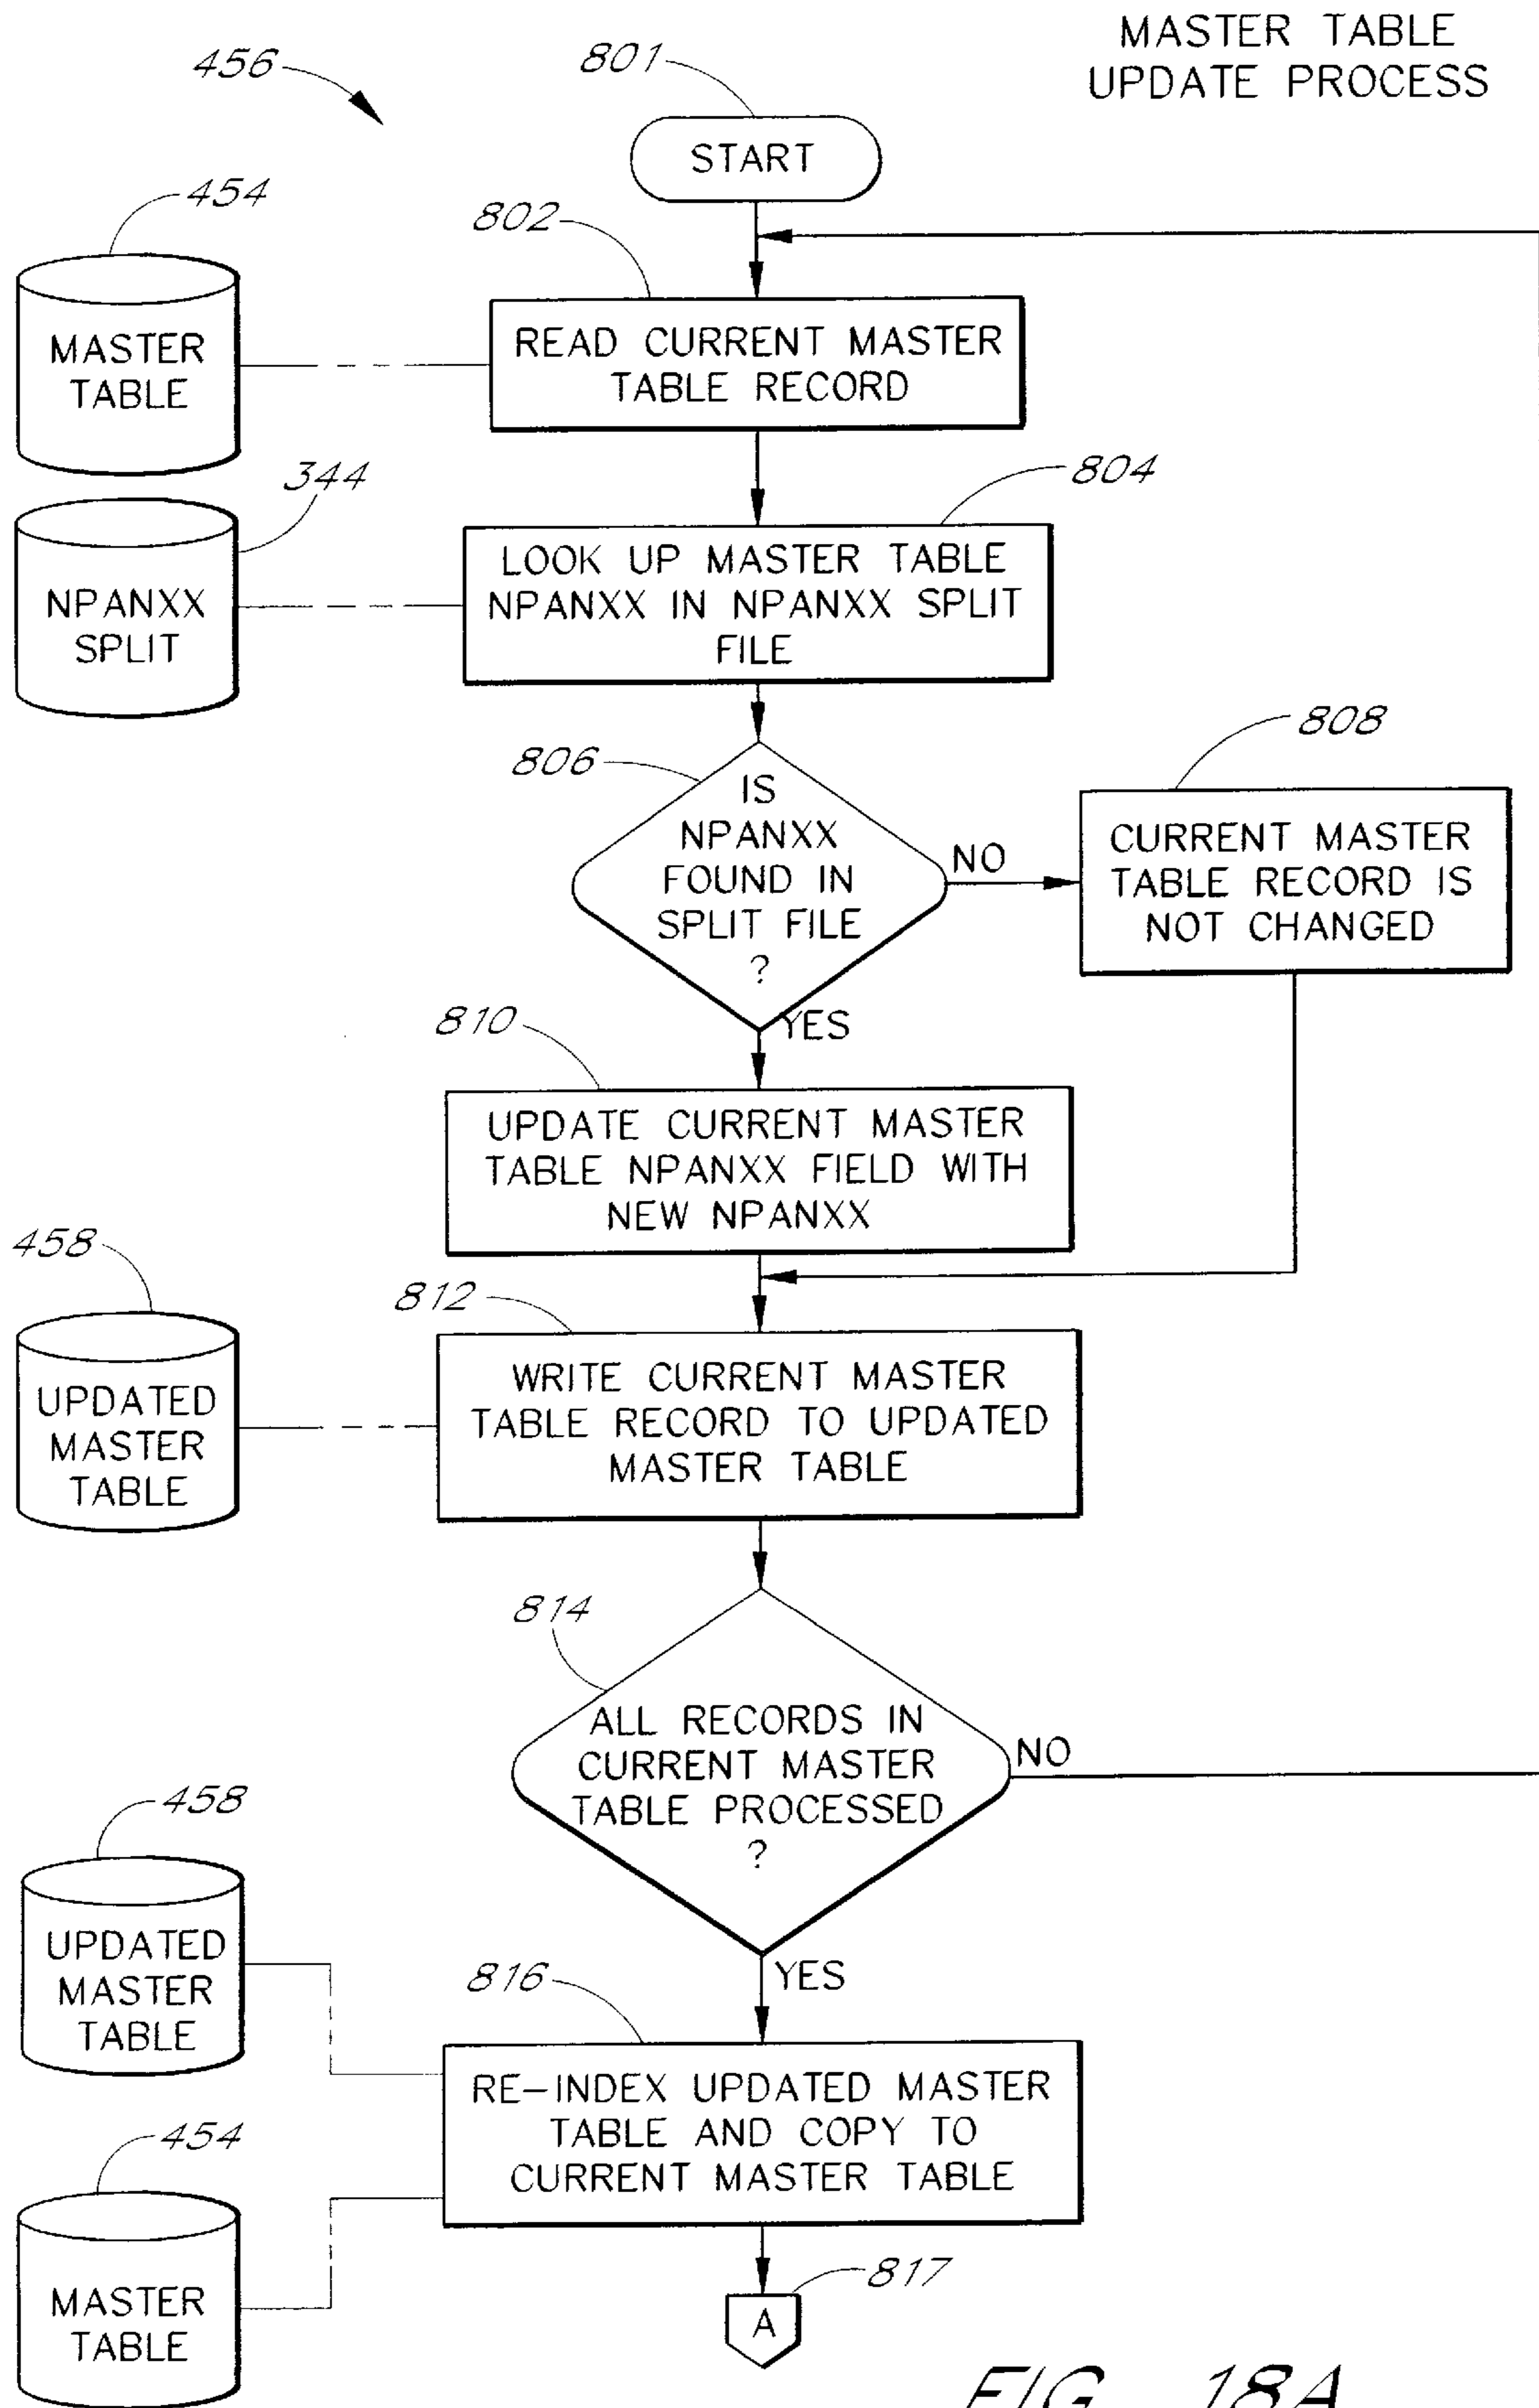 MASTER TABLE
UPDATE PROCESS
456
801
START
454
802
MASTER
TABLE
READ CURRENT MASTER
TABLE RECORD
344
804
NPANXX
SPLIT
LOOK UP MASTER TABLE
NPANXX IN NPANXX SPLIT
FILE
806
IS
NPANXX
FOUND IN
SPLIT FILE
?
NO
808
CURRENT MASTER
TABLE RECORD IS
NOT CHANGED
YES
810
UPDATE CURRENT MASTER
TABLE NPANXX FIELD WITH
NEW NPANXX
458
812
UPDATED
MASTER
TABLE
WRITE CURRENT MASTER
TABLE RECORD TO UPDATED
MASTER TABLE
814
ALL RECORDS IN
CURRENT MASTER
TABLE PROCESSED
?
NO
YES
458
UPDATED
MASTER
TABLE
816
RE-INDEX UPDATED MASTER
TABLE AND COPY TO
CURRENT MASTER TABLE
454
MASTER
TABLE
817
A
FIG. 18A